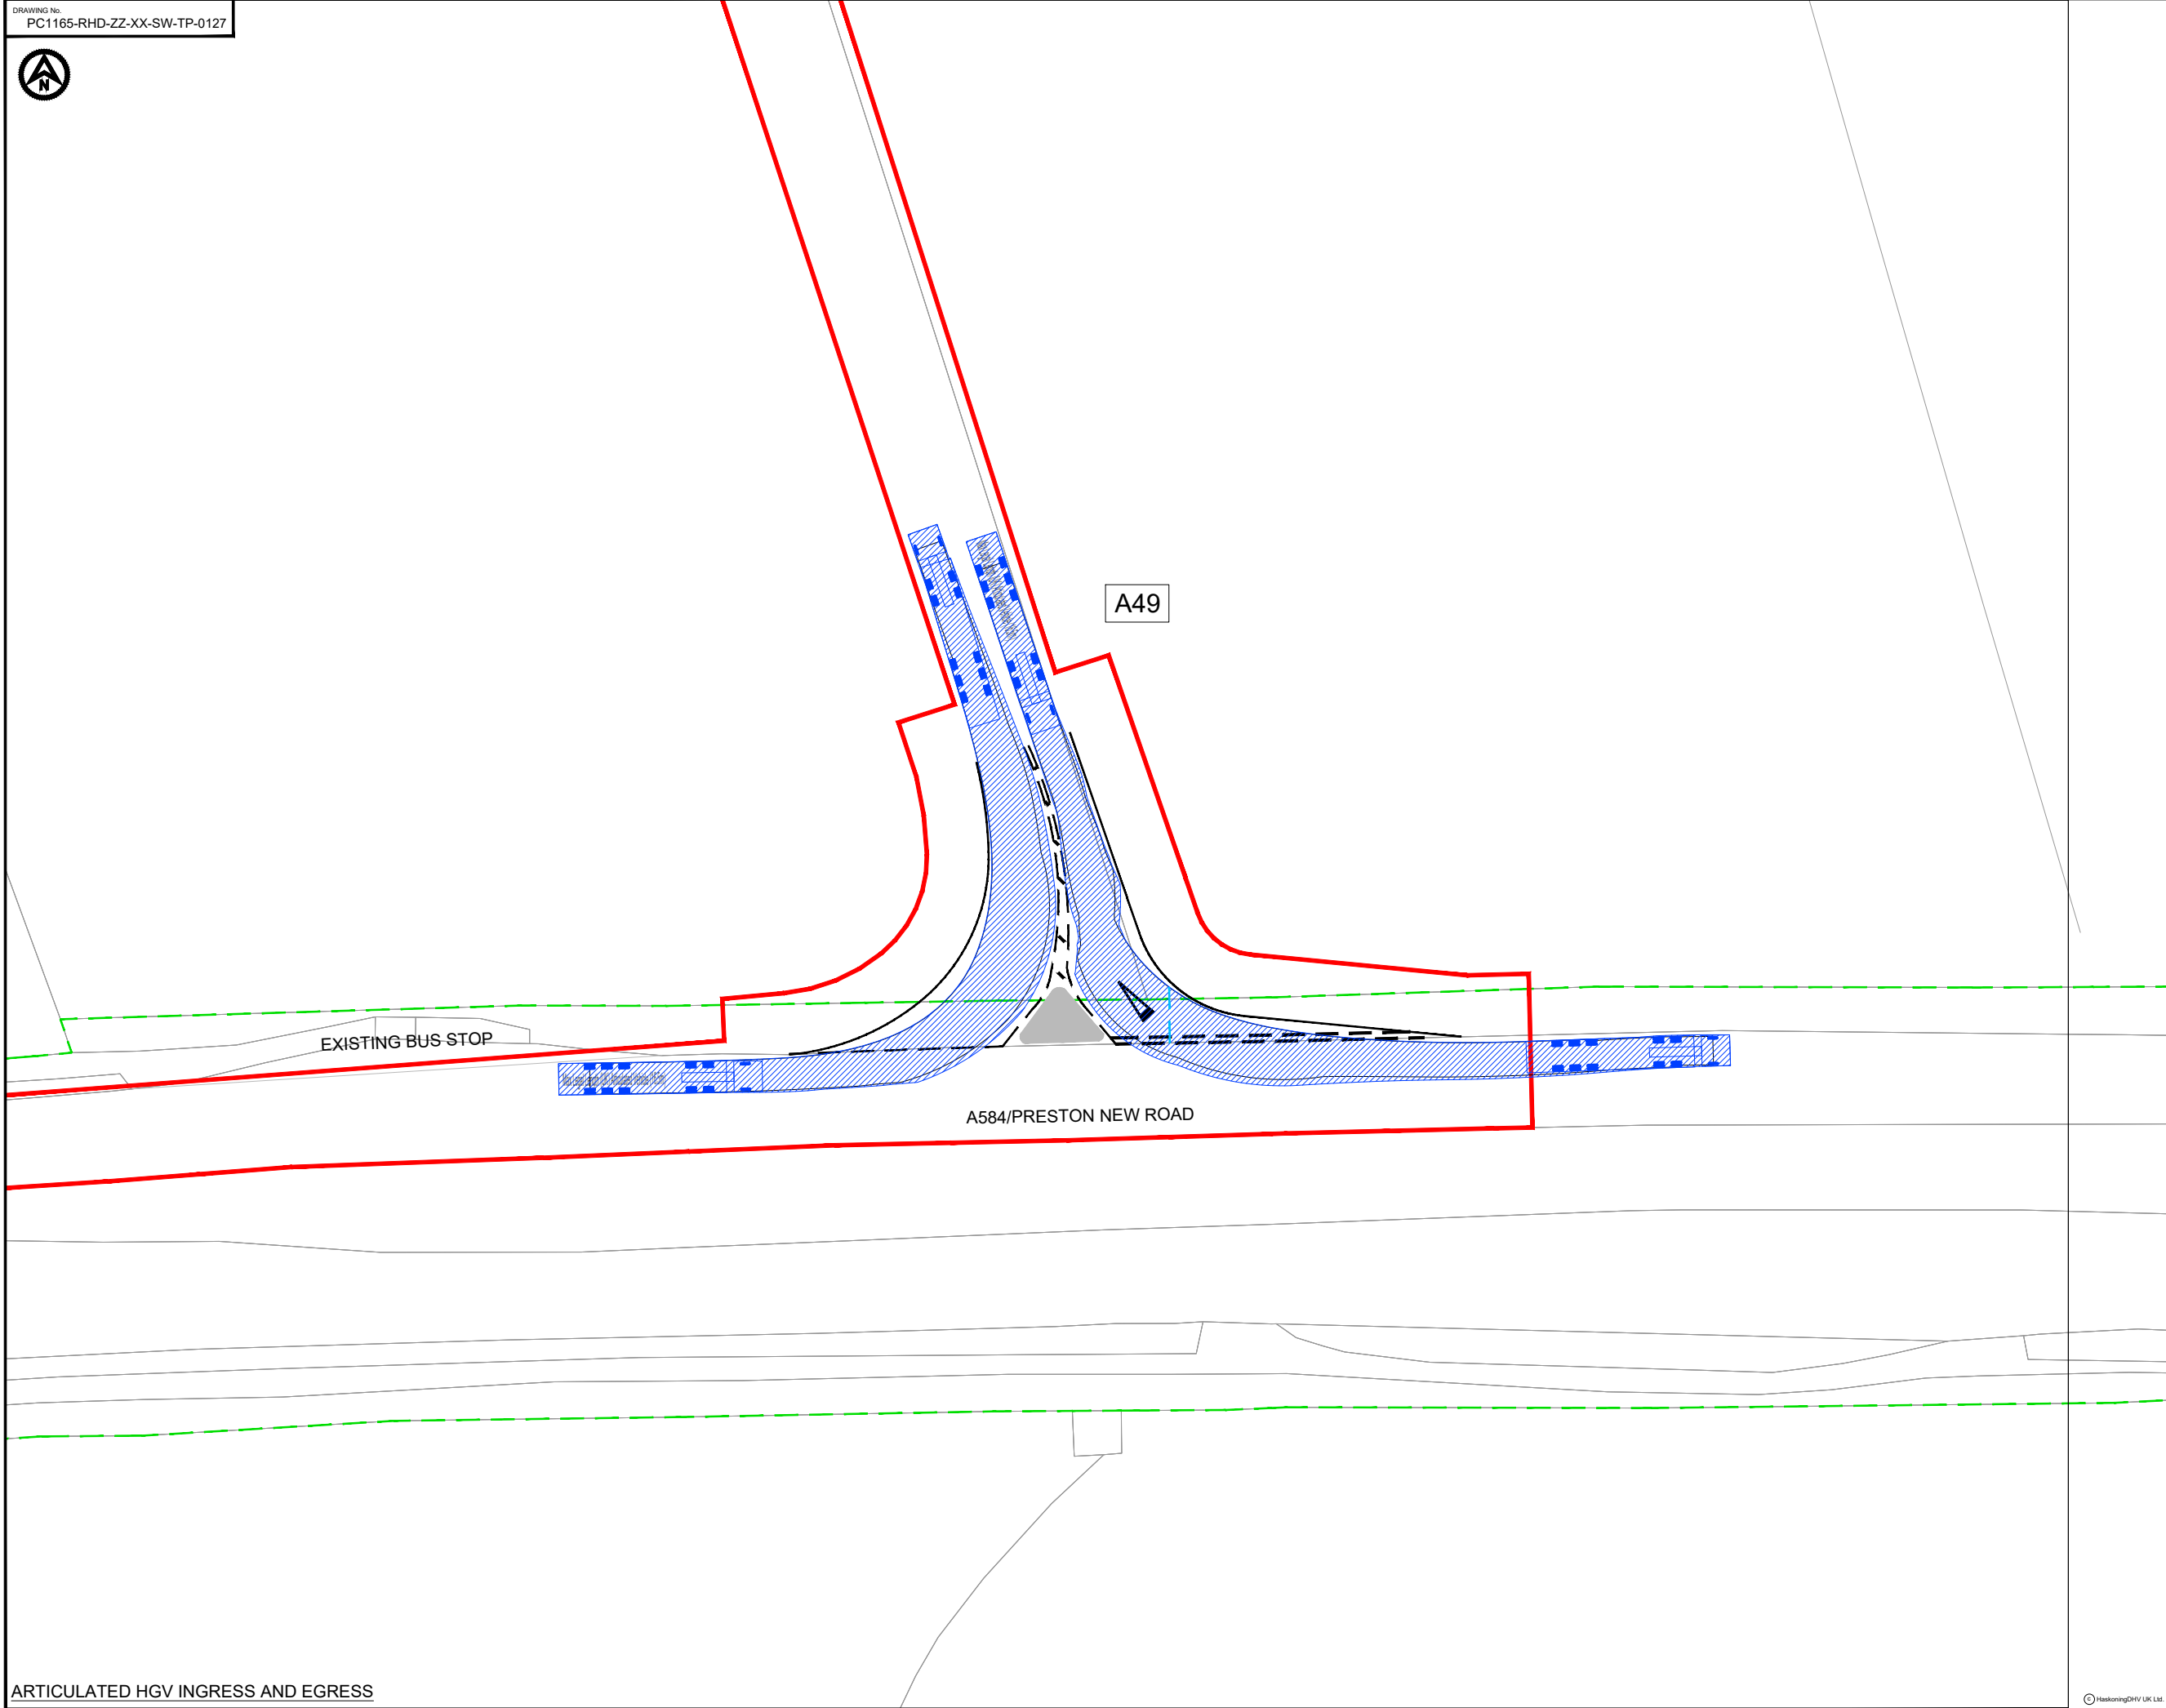 DRAWING No.
PC1165-RHD-ZZ-XX-SW-TP-0127
N
A49
EXISTING BUS STOP
A584/PRESTON NEW ROAD
ARTICULATED HGV INGRESS AND EGRESS
© HaskoningDHV UK Ltd.